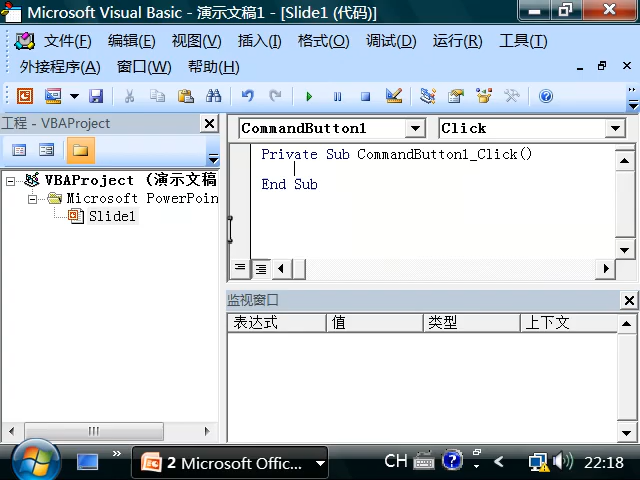 Microsoft Visual Basic - 演示文稿1 - [Slide1 (代码)]
文件(F) 编辑(E) 视图(V) 插入(I) 格式(O) 调试(D) 运行(R) 工具(T)
外接程序(A) 窗口(W) 帮助(H)
工程 - VBAProject
VBAProject (演示文稿
Microsoft PowerPoin
Slide1
CommandButton1 Click
Private Sub CommandButton1_Click()
End Sub
监视窗口
表达式 值 类型 上下文
2 Microsoft Offic... CH 22:18